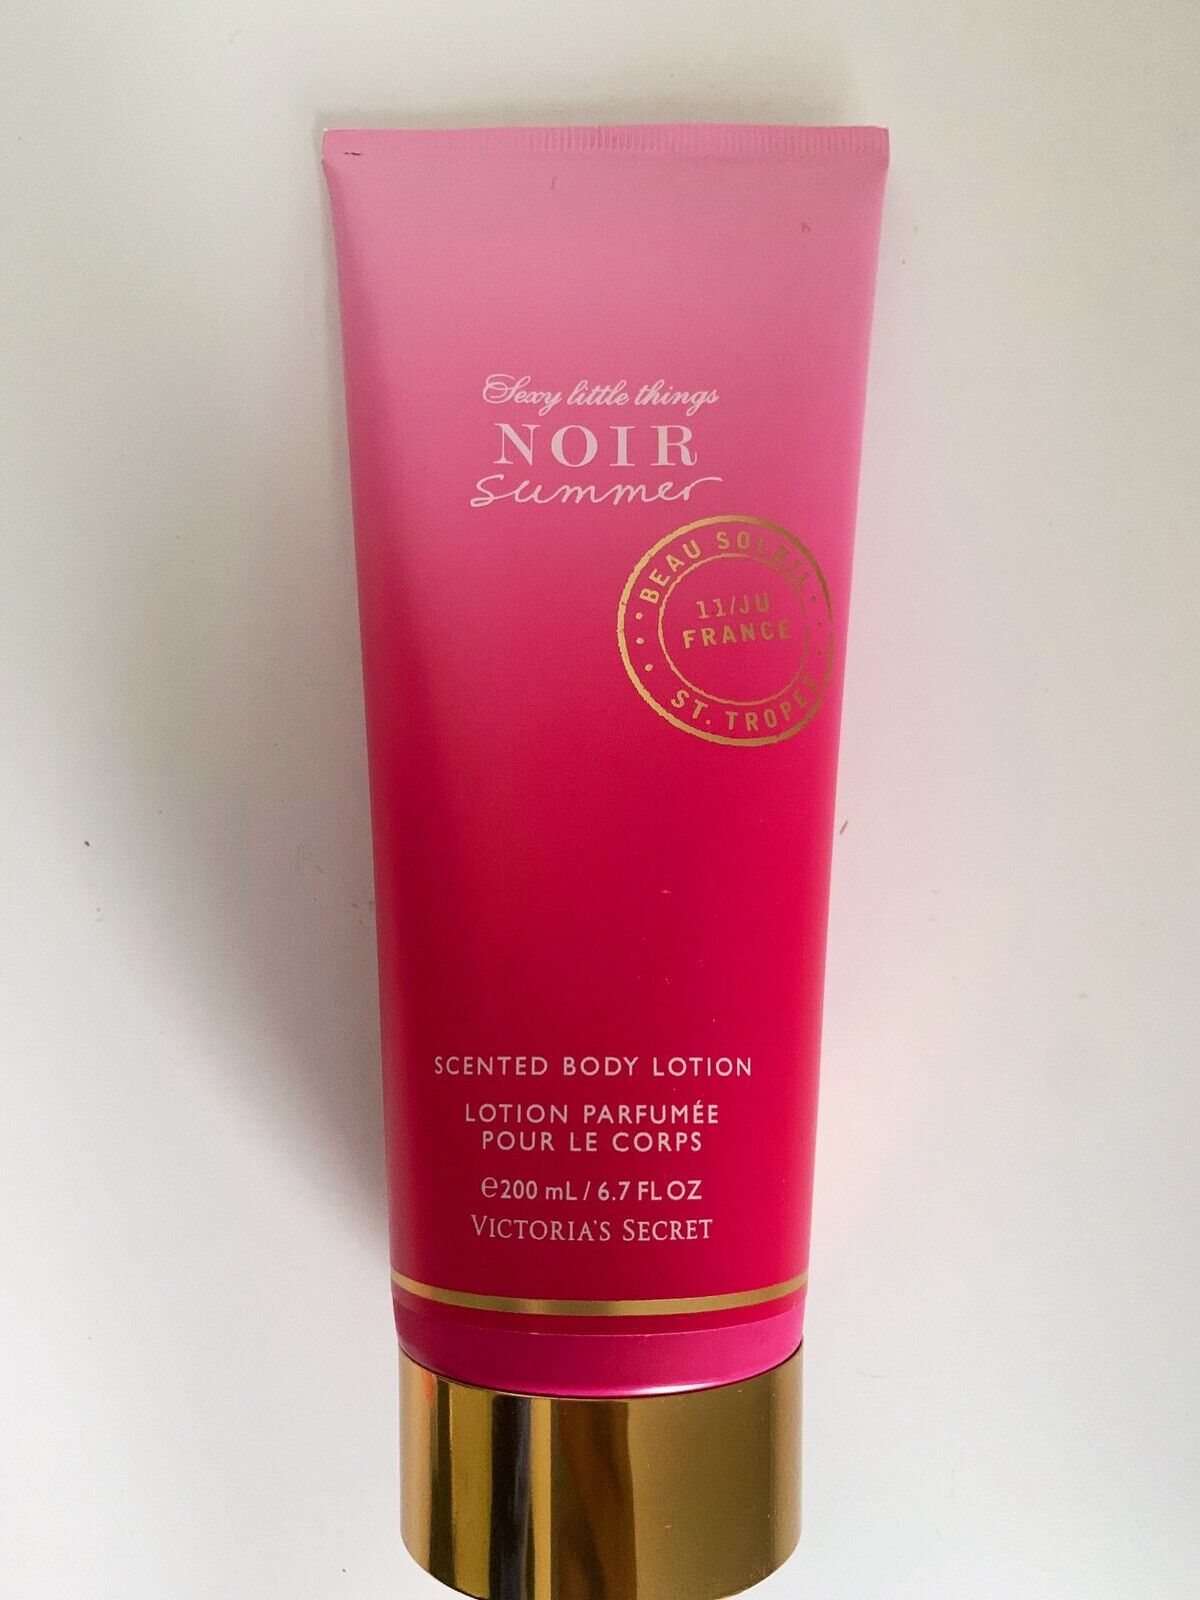 Sexy little things
NOIR
Summer
BEAU SOLEIL
11/JU
FRANCE
ST. TROPEZ
SCENTED BODY LOTION
LOTION PARFUMÉE
POUR LE CORPS
℮200 mL / 6.7 FL OZ
VICTORIA'S SECRET